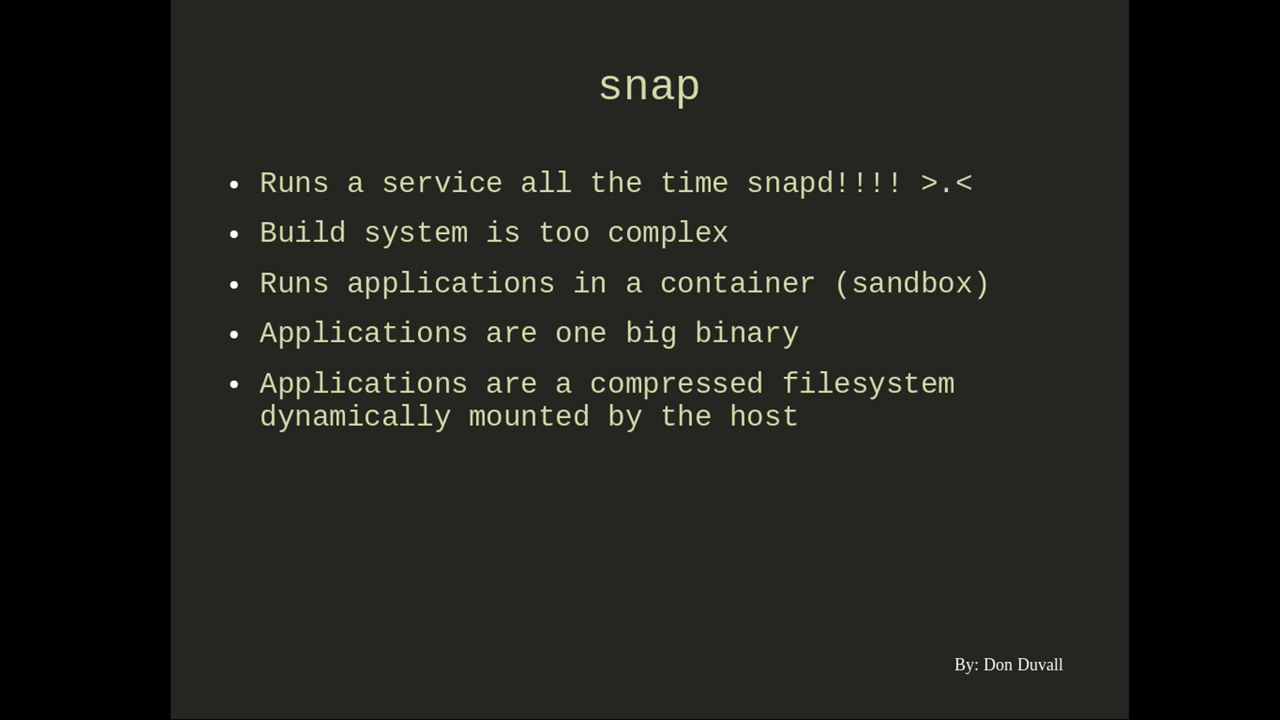 snap
• Runs a service all the time snapd!!!! >.<
• Build system is too complex
• Runs applications in a container (sandbox)
• Applications are one big binary
• Applications are a compressed filesystem
dynamically mounted by the host
By: Don Duvall